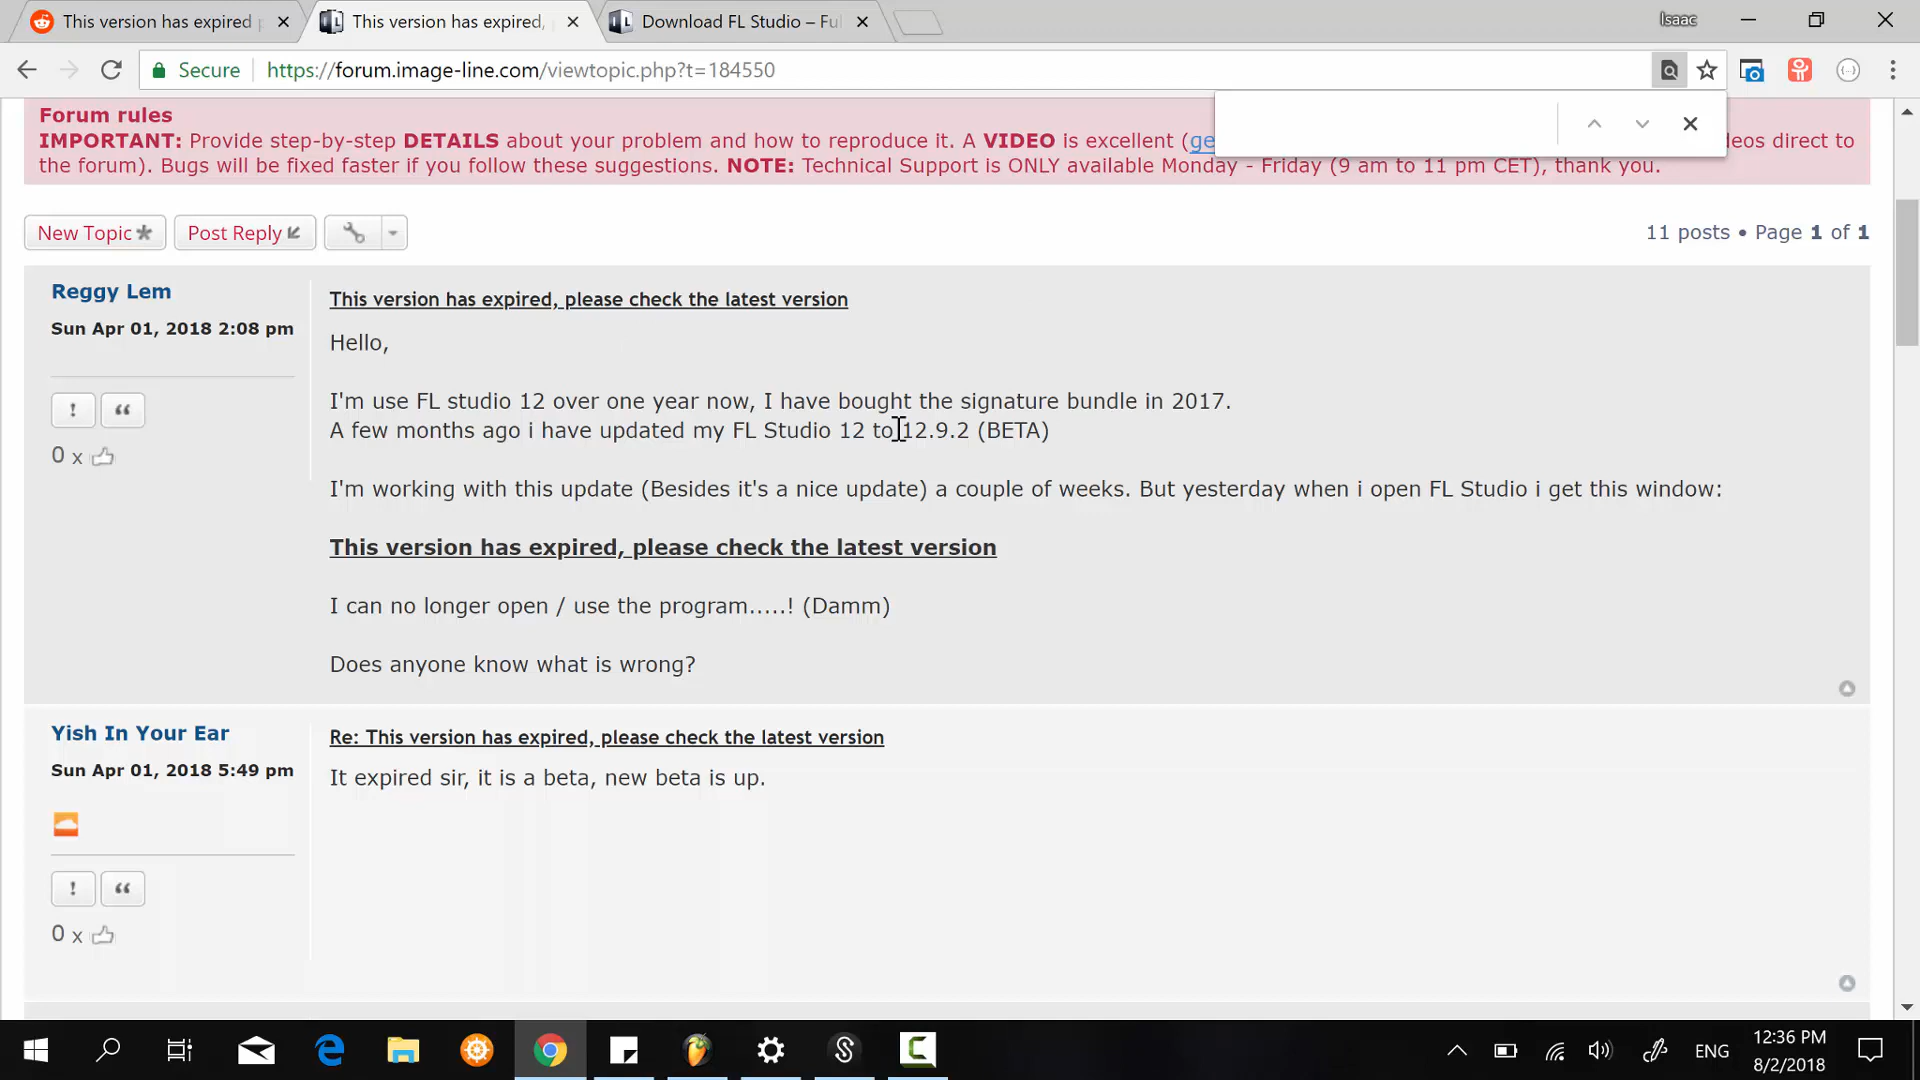 This version has expired p
This version has expired,
Download FL Studio – Ful
Isaac
Secure
https://forum.image-line.com/viewtopic.php?t=184550
Forum rules
IMPORTANT: Provide step-by-step DETAILS about your problem and how to reproduce it. A VIDEO is excellent (ge deos direct to
the forum). Bugs will be fixed faster if you follow these suggestions. NOTE: Technical Support is ONLY available Monday - Friday (9 am to 11 pm CET), thank you.
New Topic
Post Reply
11 posts • Page 1 of 1
Reggy Lem
Sun Apr 01, 2018 2:08 pm
0 x
This version has expired, please check the latest version
Hello,
I'm use FL studio 12 over one year now, I have bought the signature bundle in 2017.
A few months ago i have updated my FL Studio 12 to 12.9.2 (BETA)
I'm working with this update (Besides it's a nice update) a couple of weeks. But yesterday when i open FL Studio i get this window:
This version has expired, please check the latest version
I can no longer open / use the program.....! (Damm)
Does anyone know what is wrong?
Yish In Your Ear
Sun Apr 01, 2018 5:49 pm
0 x
Re: This version has expired, please check the latest version
It expired sir, it is a beta, new beta is up.
ENG
12:36 PM
8/2/2018